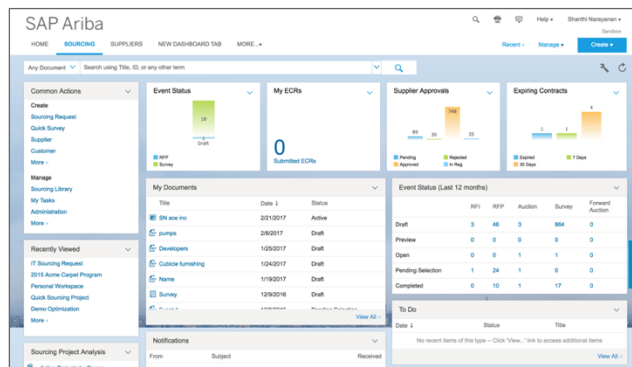 SAP Ariba
Help
Shanthi Narayanan
Sandbox
HOME SOURCING SUPPLIERS NEW DASHBOARD TAB MORE...
Recent Manage Create
Any Document Search using Title, ID, or any other term
Common Actions
Create
Sourcing Request
Quick Survey
Supplier
Customer
More
Manage
Sourcing Library
My Tasks
Administration
More
Recently Viewed
IT Sourcing Request
2015 Acme Carpet Program
Personal Workspace
Quick Sourcing Project
Demo Optimization
More
Sourcing Project Analysis
Event Status
18
Draft
RFP
Survey
My ECRs
0
Submitted ECRs
Supplier Approvals
89 30 746 35
Pending Rejected
Approved In Reg
Expiring Contracts
1 1 4
Expired 7 Days
30 Days
My Documents
Title Date ↓ Status
SN ace inc 2/21/2017 Active
pumps 2/8/2017 Draft
Developers 1/25/2017 Draft
Cubicle furnishing 1/24/2017 Draft
Name 1/19/2017 Draft
Survey 12/9/2016 Draft
View All
Notifications
From Subject Received
Event Status (Last 12 months)
RFI RFP Auction Survey Forward Auction
Draft 3 46 3 864 0
Preview 0 0 0 0 0
Open 0 0 1 1 0
Pending Selection 1 24 1 0 0
Completed 0 10 1 17 0
To Do
Date ↓ Status Title
No recent items of this type -- Click 'View...' link to access additional items
View All